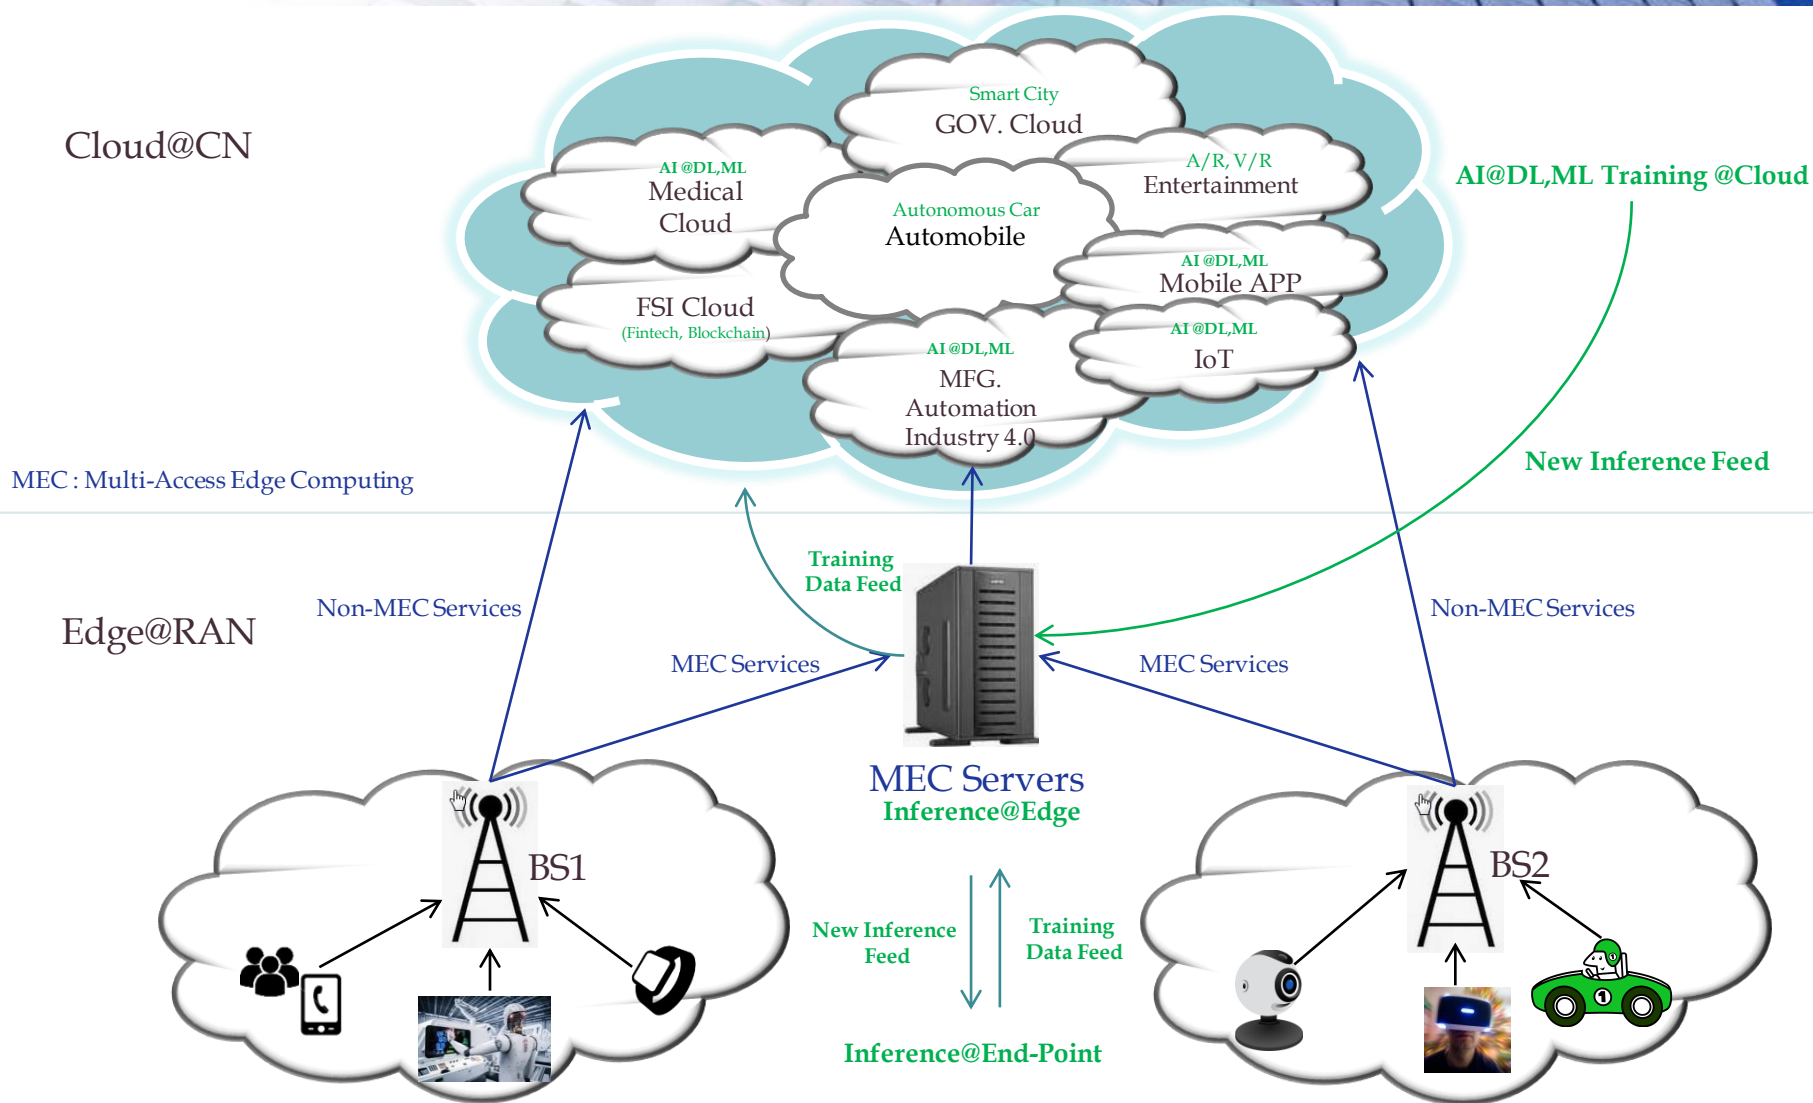 Smart City
GOV. Cloud
Cloud@CN
AI@DL,ML
Medical
Cloud
A/R, V/R
Entertainment
AI@DL,ML Training @Cloud
Autonomous Car
Automobile
AI@DL,ML
Mobile APP
FSI Cloud
(Fintech, Blockchain)
AI@DL,ML
IoT
AI@DL,ML
MFG.
Automation
Industry 4.0
New Inference Feed
MEC : Multi-Access Edge Computing
Training
Data Feed
Non-MEC Services
Non-MEC Services
Edge@RAN
MEC Services
MEC Services
MEC Servers
Inference@Edge
BS1
BS2
New Inference
Feed
Training
Data Feed
1
1
Inference@End-Point